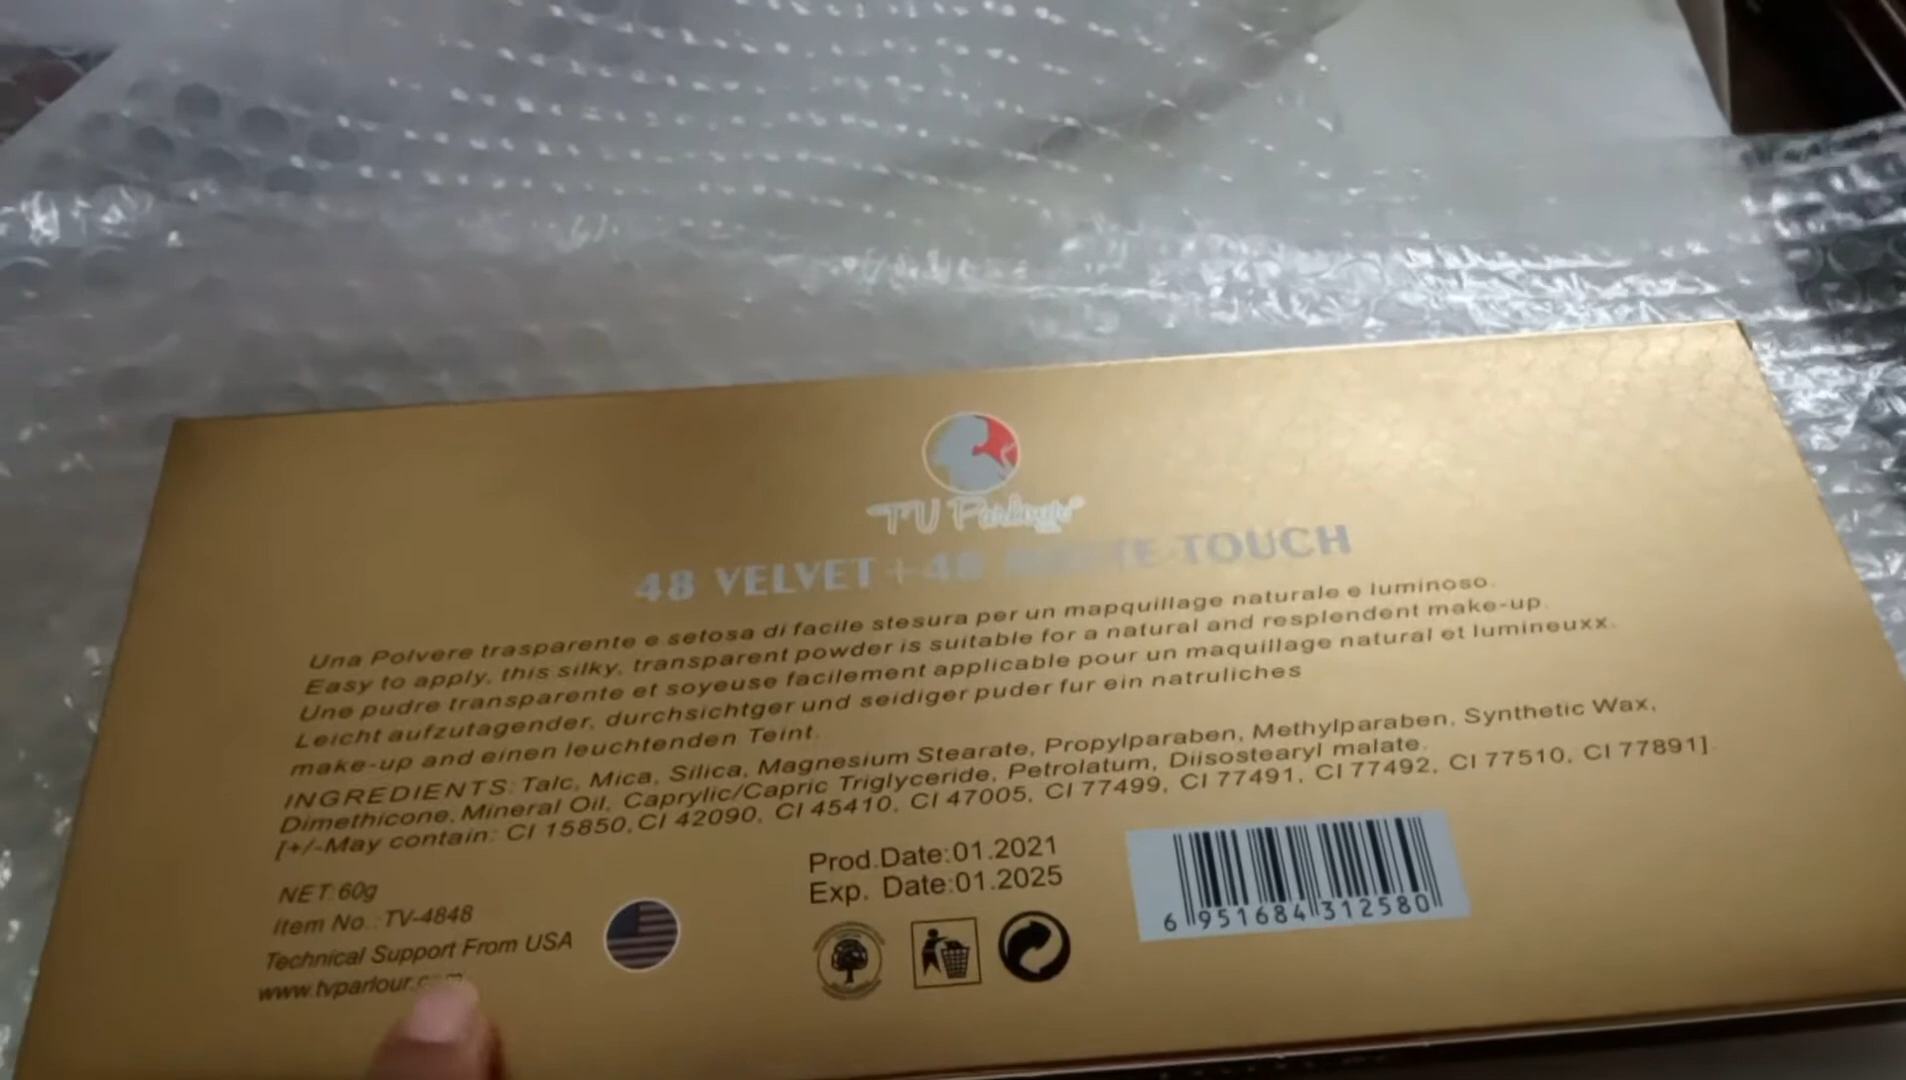 TV Parlour
48 VELVET + 48 MATTE TOUCH
Una Polvere trasparente e setosa di facile stesura per un mapquillage naturale e luminoso.
Easy to apply, this silky, transparent powder is suitable for a natural and resplendent make-up.
Une pudre transparente et soyeuse facilement applicable pour un maquillage natural et lumineuxx.
Leicht aufzutagender, durchsichtger und seidiger puder fur ein natruliches
make-up and einen leuchtenden Teint.
INGREDIENTS: Talc, Mica, Silica, Magnesium Stearate, Propylparaben, Methylparaben, Synthetic Wax,
Dimethicone, Mineral Oil, Caprylic/Capric Triglyceride, Petrolatum, Diisostearyl malate.
[+/-May contain: CI 15850, CI 42090, CI 45410, CI 47005, CI 77499, CI 77491, CI 77492, CI 77510, CI 77891].
NET: 60g
Item No.: TV-4848
Technical Support From USA
www.tvparlour.com
Prod.Date:01.2021
Exp. Date:01.2025
6 951684 312580